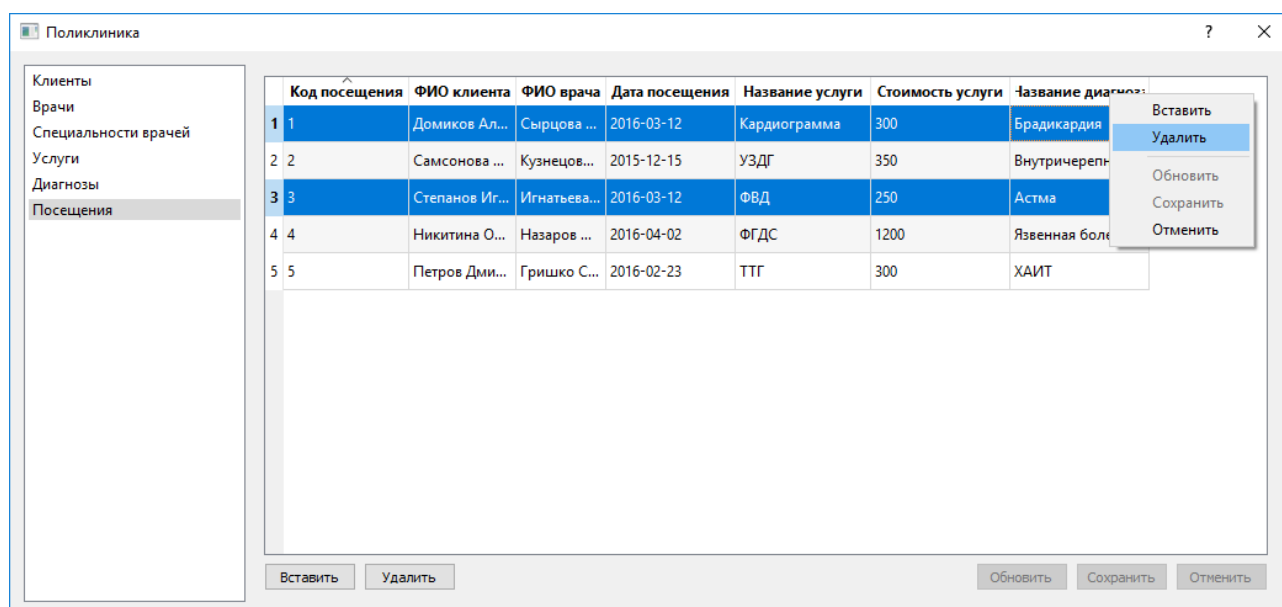 Поликлиника ?
Клиенты
Врачи
Специальности врачей
Услуги
Диагнозы
Посещения
Код посещения ФИО клиента ФИО врача Дата посещения Название услуги Стоимость услуги Название диагноз
1 1 Домиков Ал... Сырцова ... 2016-03-12 Кардиограмма 300 Брадикардия
2 2 Самсонова ... Кузнецов... 2015-12-15 УЗДГ 350 Внутричерепн
3 3 Степанов Иг... Игнатьева... 2016-03-12 ФВД 250 Астма
4 4 Никитина О... Назаров ... 2016-04-02 ФГДС 1200 Язвенная боле
5 5 Петров Дми... Гришко С... 2016-02-23 ТТГ 300 ХАИТ
Вставить
Удалить
Обновить
Сохранить
Отменить
Вставить Удалить Обновить Сохранить Отменить